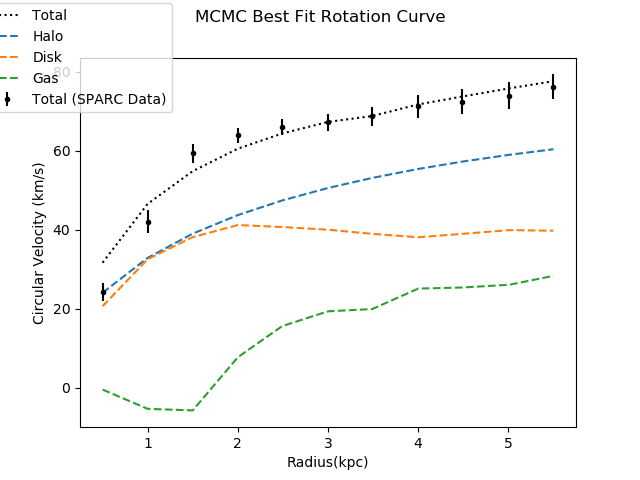 MCMC Best Fit Rotation Curve
Total
Halo
Disk
Gas
Total (SPARC Data)
80
60
40
20
0
Circular Velocity (km/s)
1 2 3 4 5
Radius(kpc)